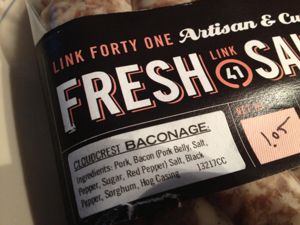 LINK FORTY ONE Artisan & Cu
FRESH LINK 41 SA
CLOUDCREST BACONAGE:
Ingredients: Pork, Bacon (Pork Belly, Salt,
Pepper, Sugar, Red Pepper) Salt, Black
Pepper, Sorghum, Hog Casing
13217CC
1.05